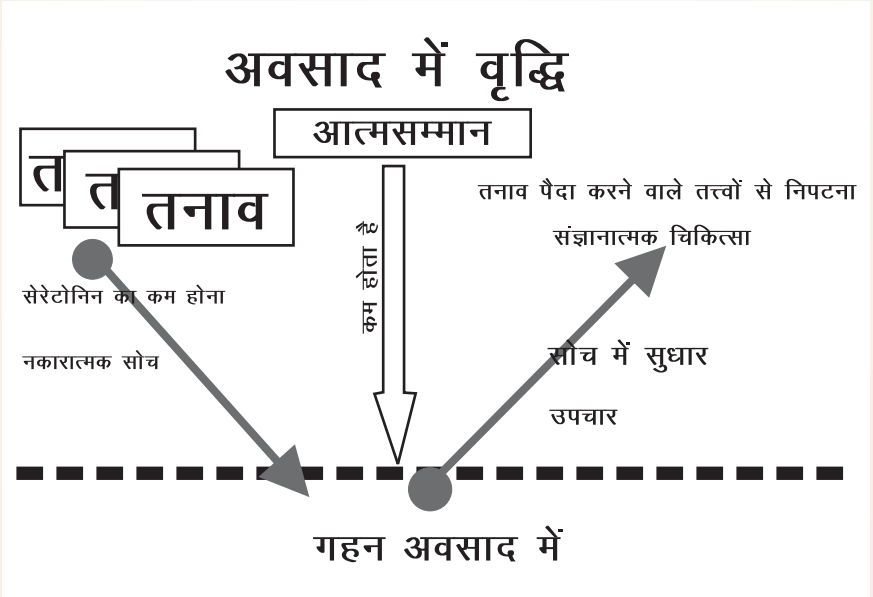 अवसाद में वृद्धि
आत्मसम्मान
त
त
तनाव
तनाव पैदा करने वाले तत्त्वों से निपटना
संज्ञानात्मक चिकित्सा
कम होता है
सेरेटोनिन का कम होना
नकारात्मक सोच
सोच में सुधार
उपचार
गहन अवसाद में